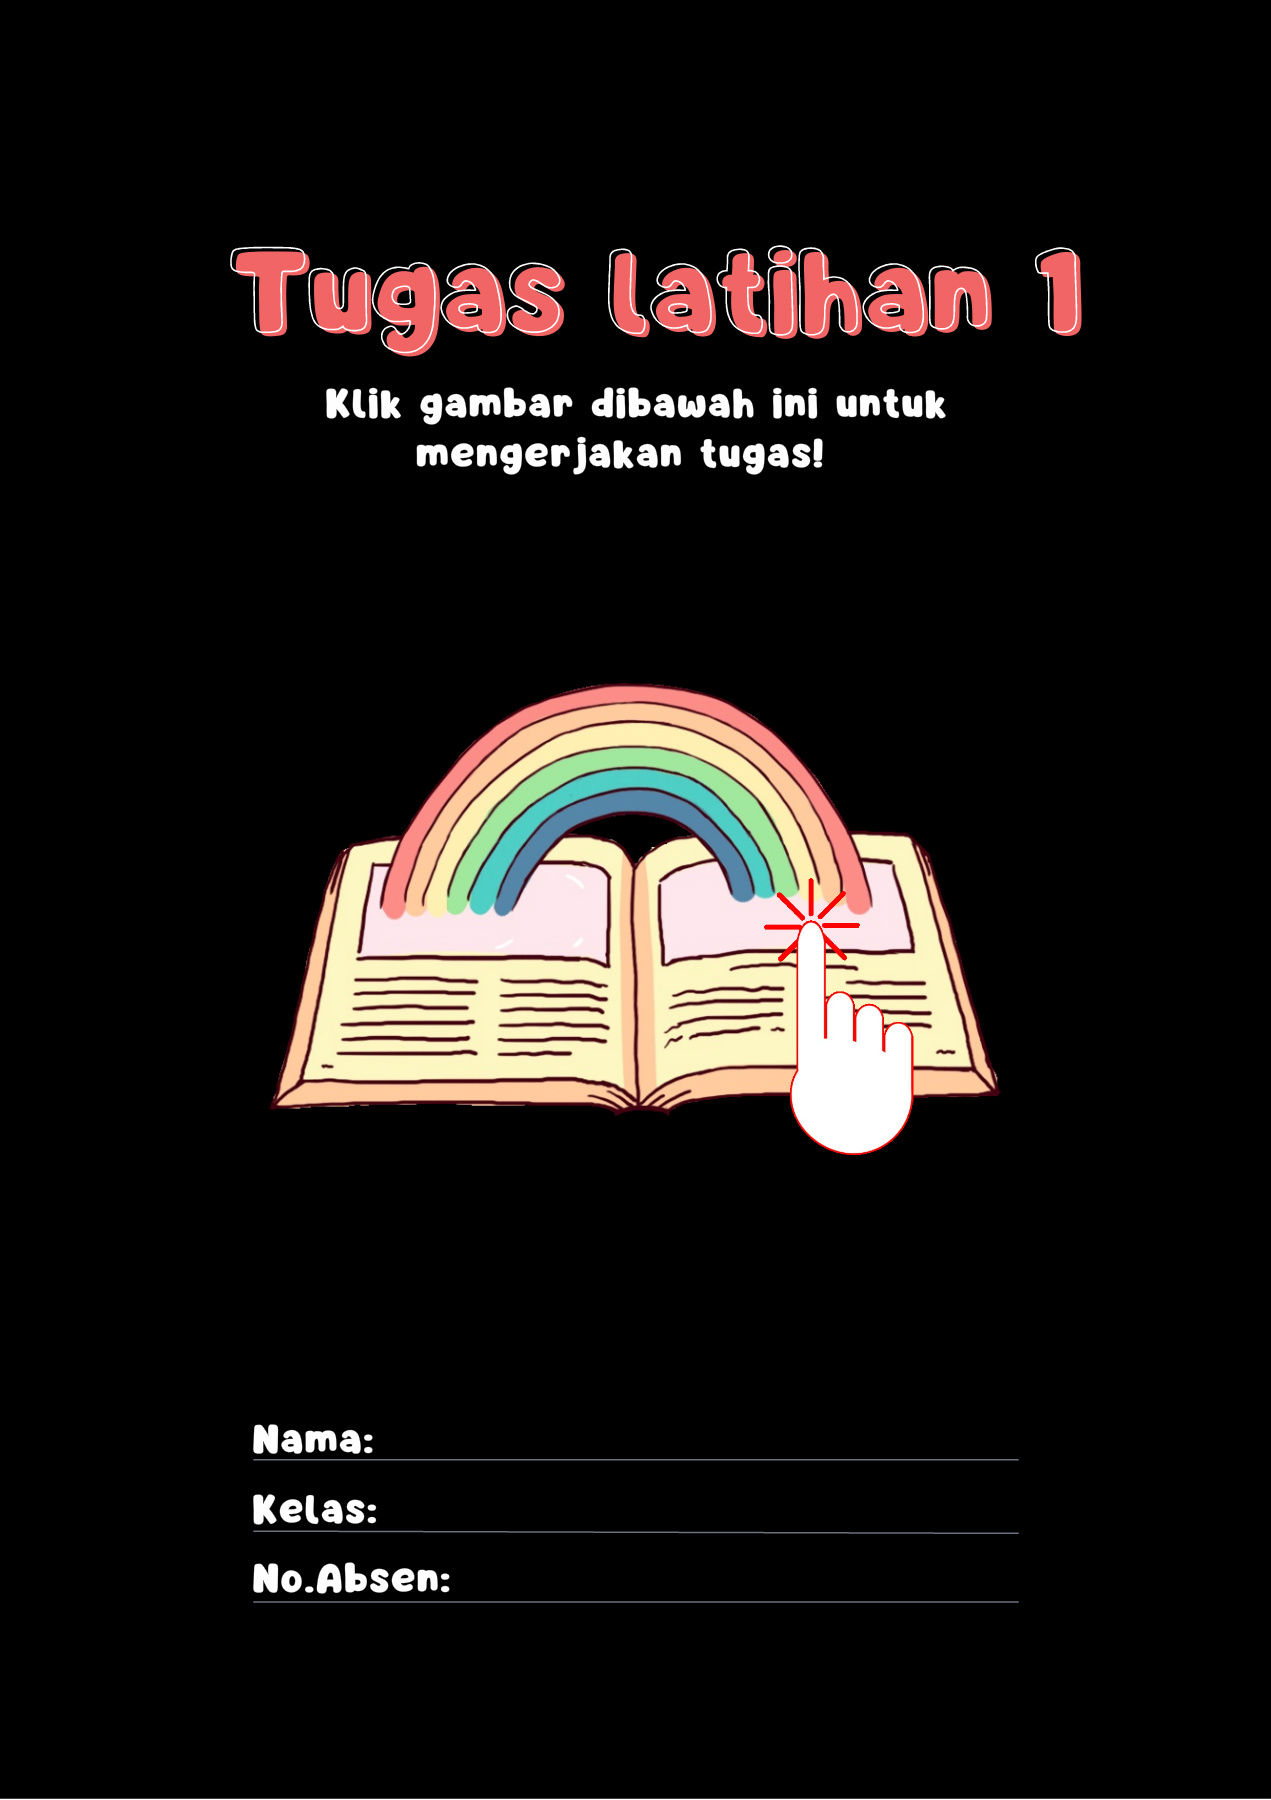 Tugas latihan 1
Klik gambar dibawah ini untuk
mengerjakan tugas!
Nama:
Kelas:
No.Absen: